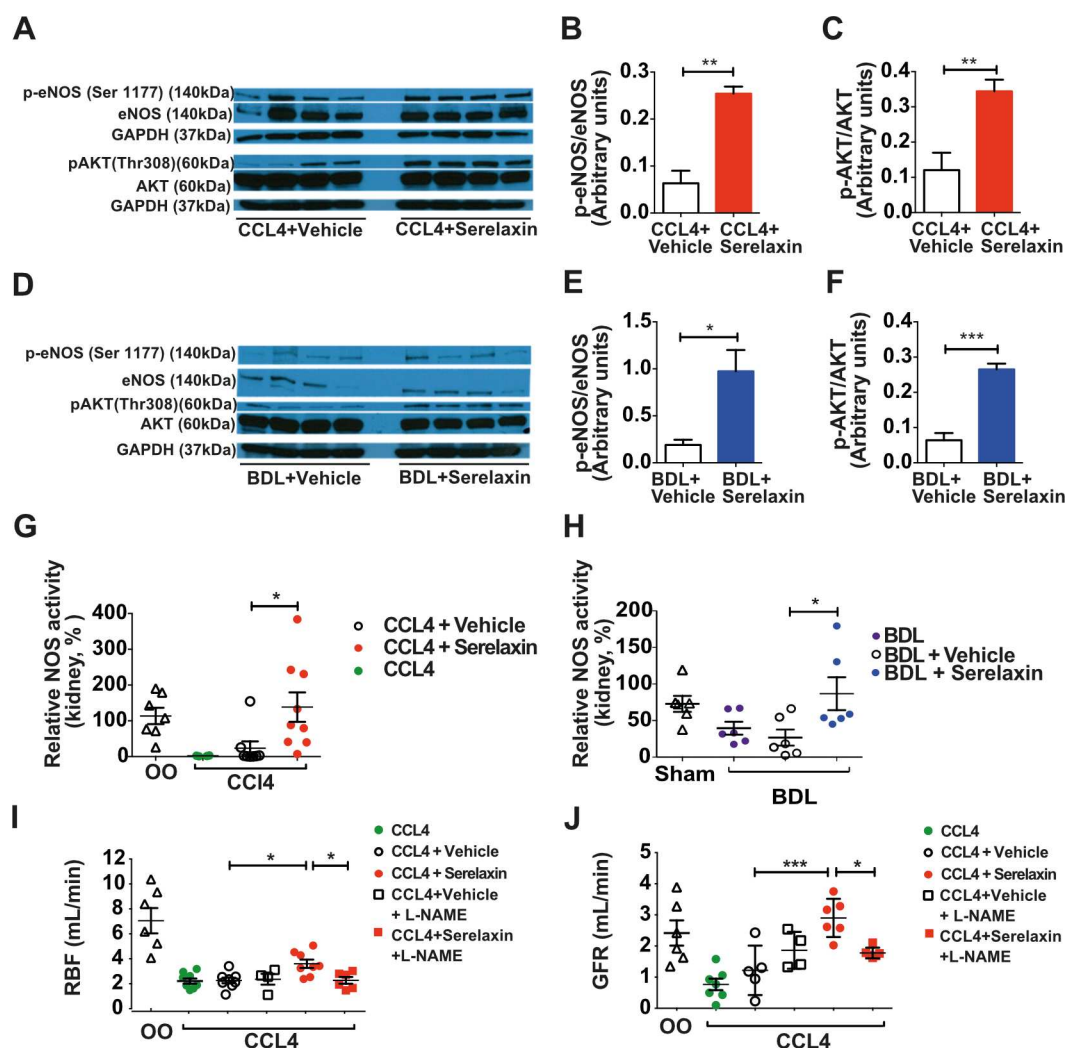 A
p-eNOS (Ser 1177) (140kDa)
eNOS (140kDa)
GAPDH (37kDa)
pAKT(Thr308)(60kDa)
AKT (60kDa)
GAPDH (37kDa)
CCL4+Vehicle CCL4+Serelaxin
B
p-eNOS/eNOS
(Arbitrary units)
0.3
0.2
0.1
0.0
**
CCL4+ CCL4+
Vehicle Serelaxin
C
p-AKT/AKT
(Arbitrary units)
0.4
0.3
0.2
0.1
0.0
**
CCL4+ CCL4+
Vehicle Serelaxin
D
p-eNOS (Ser 1177) (140kDa)
eNOS (140kDa)
pAKT(Thr308)(60kDa)
AKT (60kDa)
GAPDH (37kDa)
BDL+Vehicle BDL+Serelaxin
E
p-eNOS/eNOS
(Arbitrary units)
1.5
1.0
0.5
0.0
*
BDL+ BDL+
Vehicle Serelaxin
F
p-AKT/AKT
(Arbitrary units)
0.4
0.3
0.2
0.1
0.0
***
BDL+ BDL+
Vehicle Serelaxin
G
Relative NOS activity
(kidney, %)
400
300
200
100
0
*
OO
CCl4
CCL4 + Vehicle
CCL4 + Serelaxin
CCL4
H
Relative NOS activity
(kidney, %)
200
150
100
50
0
*
Sham
BDL
BDL
BDL + Vehicle
BDL + Serelaxin
I
RBF (mL/min)
12
10
8
6
4
2
0
* *
OO
CCL4
CCL4
CCL4 + Vehicle
CCL4 + Serelaxin
CCL4+Vehicle
+ L-NAME
CCL4+Serelaxin
+L-NAME
J
GFR (mL/min)
5
4
3
2
1
0
*** *
OO
CCL4
CCL4
CCL4 + Vehicle
CCL4 + Serelaxin
CCL4+Vehicle
+ L-NAME
CCL4+Serelaxin
+L-NAME